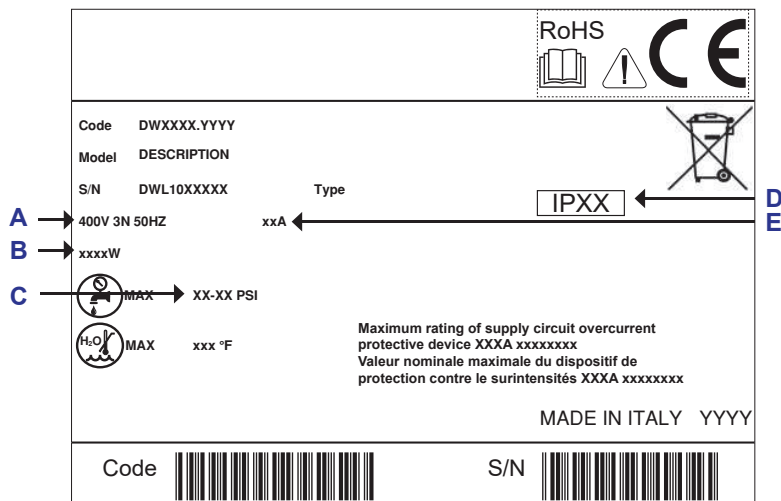 RoHS
CE
Code DWXXXX.YYYY
Model DESCRIPTION
S/N DWL10XXXXX Type
IPXX D
A 400V 3N 50HZ xxA E
B xxxxW
C MAX XX-XX PSI
H₂O MAX xxx °F
Maximum rating of supply circuit overcurrent
protective device XXXA xxxxxxxx
Valeur nominale maximale du dispositif de
protection contre le surintensités XXXA xxxxxxxx
MADE IN ITALY YYYY
Code S/N